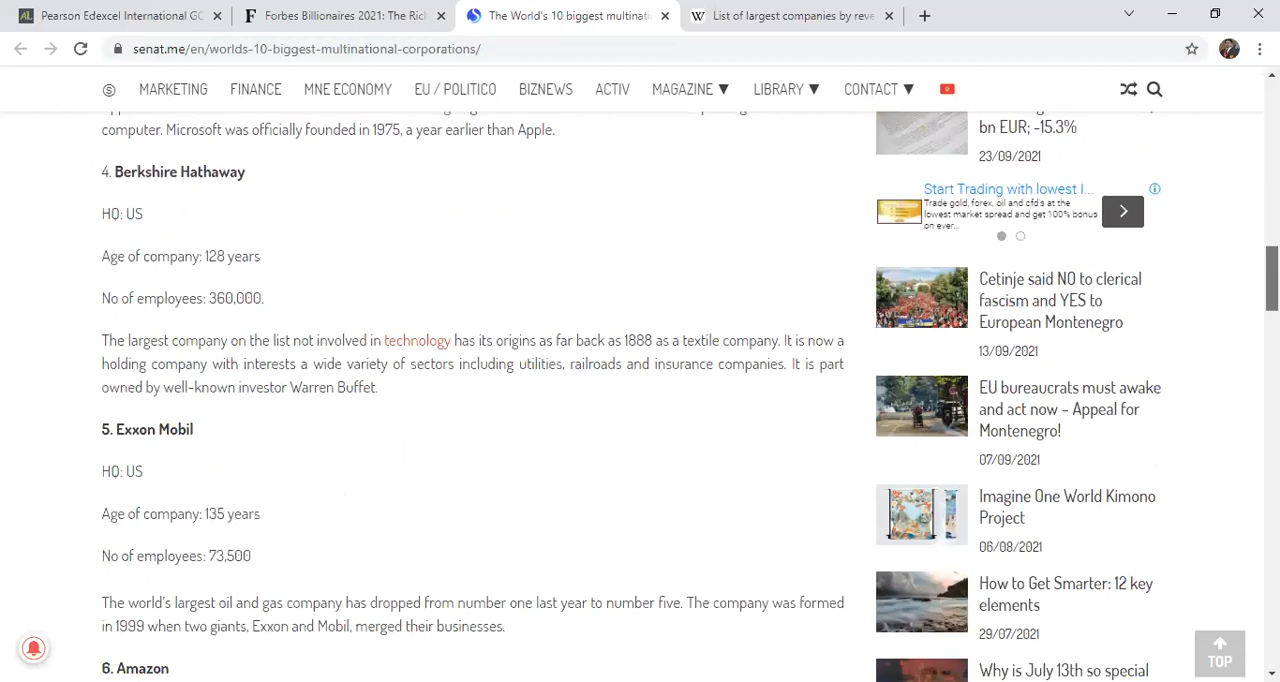 Pearson Edexcel International GC
Forbes Billionaires 2021: The Rich
The World's 10 biggest multinati
List of largest companies by reve
senat.me/en/worlds-10-biggest-multinational-corporations/
MARKETING FINANCE MNE ECONOMY EU / POLITICO BIZNEWS ACTIV MAGAZINE ▼ LIBRARY ▼ CONTACT ▼
computer. Microsoft was officially founded in 1975, a year earlier than Apple.
4. Berkshire Hathaway
HQ: US
Age of company: 128 years
No of employees: 360,000.
The largest company on the list not involved in technology has its origins as far back as 1888 as a textile company. It is now a
holding company with interests a wide variety of sectors including utilities, railroads and insurance companies. It is part
owned by well-known investor Warren Buffet.
5. Exxon Mobil
HQ: US
Age of company: 135 years
No of employees: 73,500
The world's largest oil and gas company has dropped from number one last year to number five. The company was formed
in 1999 when two giants, Exxon and Mobil, merged their businesses.
6. Amazon
bn EUR; -15.3%
23/09/2021
Start Trading with lowest l...
Trade gold, forex, oil and cfd's at the
lowest market spread and get 100% bonus
on ever...
Cetinje said NO to clerical
fascism and YES to
European Montenegro
13/09/2021
EU bureaucrats must awake
and act now – Appeal for
Montenegro!
07/09/2021
Imagine One World Kimono
Project
06/08/2021
How to Get Smarter: 12 key
elements
29/07/2021
Why is July 13th so special
TOP